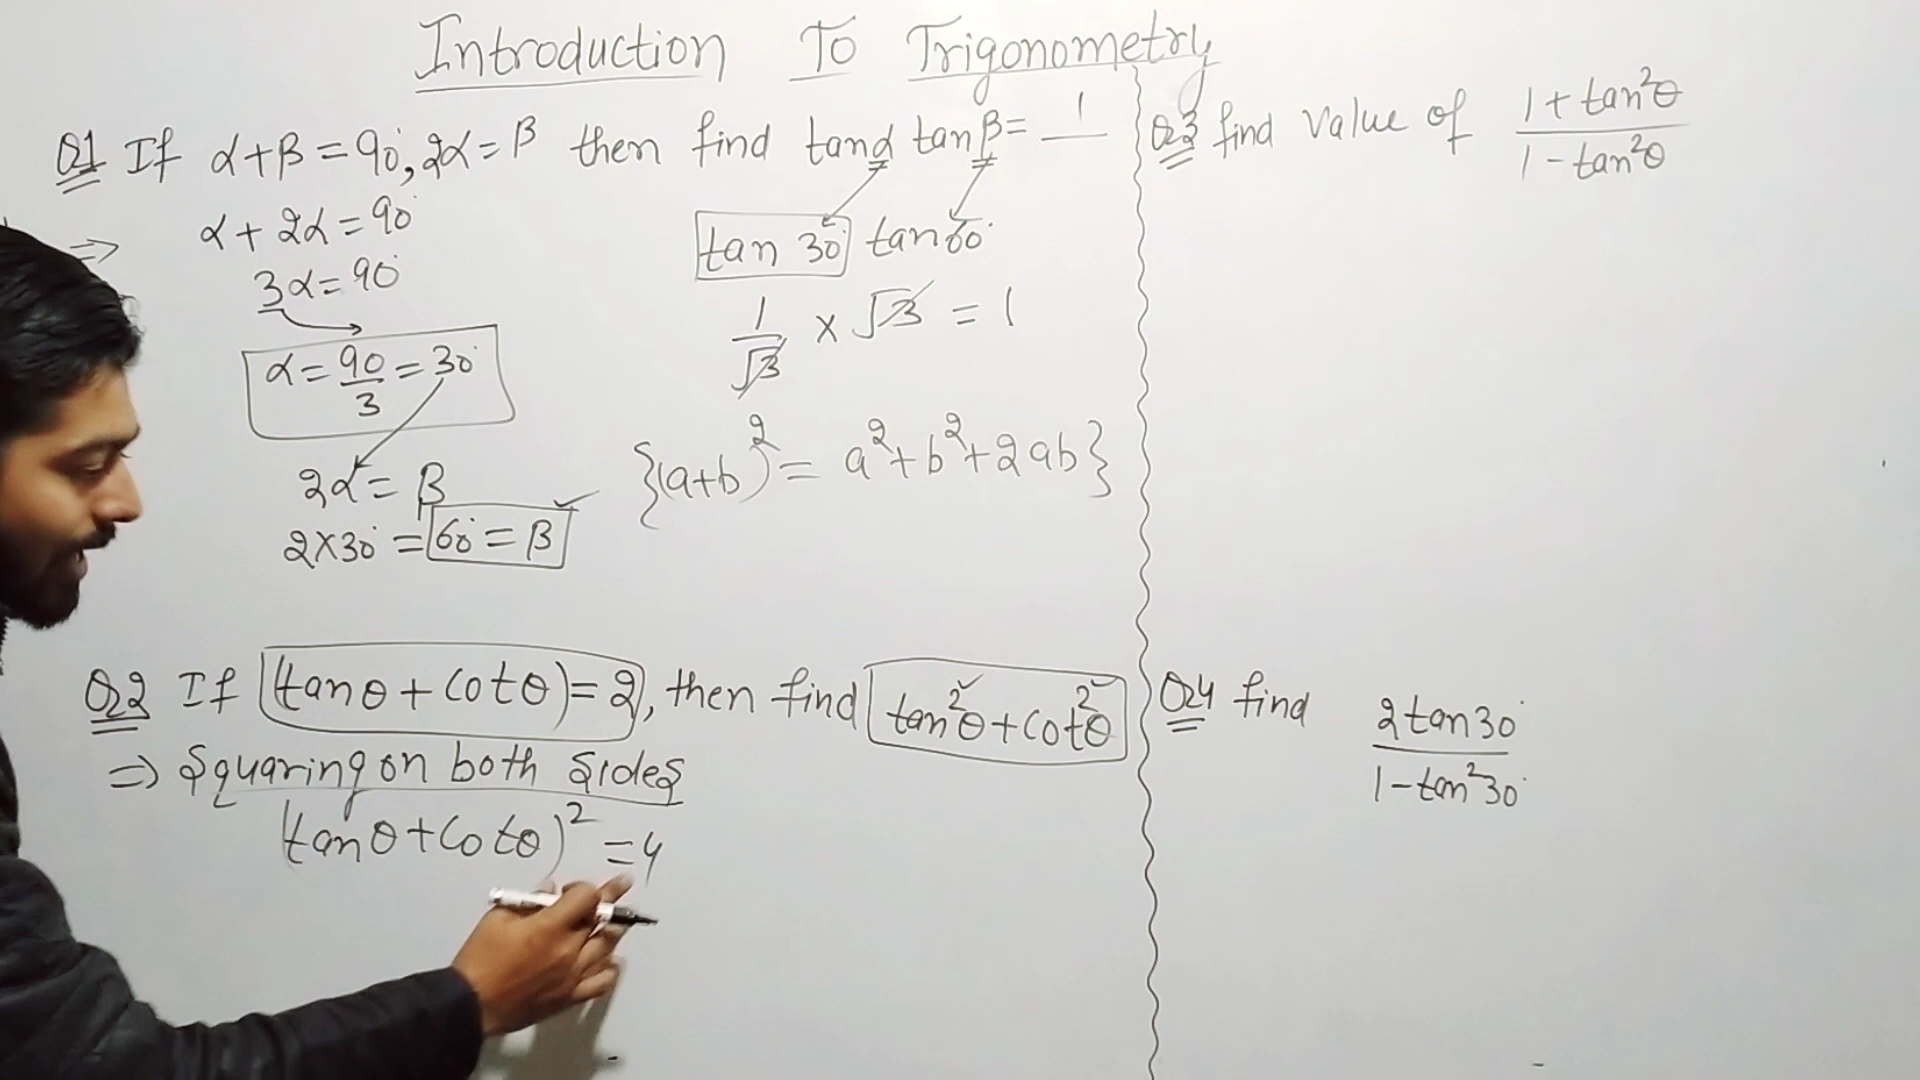 Introduction To Trigonometry
Q1 If α+β=90°, 2α=β then find tanα tanβ= 1
⇒ α+2α=90°
3α=90°
α=90/3=30°
2α=β
2×30°=60°=β
tan 30° tan60°
1/√3 × √3 = 1
{(a+b)²= a²+b²+2ab}
Q2 If (tanθ+cotθ)=2, then find tan²θ+cot²θ
⇒ Squaring on both sides
(tanθ+cotθ)²=4
Q3 find value of 1+tan²θ/1-tan²θ
Q4 find 2tan30°/1-tan²30°